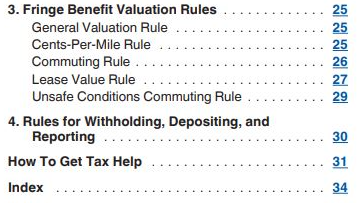 3. Fringe Benefit Valuation Rules . . . . . . . . . . . . 25
General Valuation Rule . . . . . . . . . . . . . . . . . 25
Cents-Per-Mile Rule . . . . . . . . . . . . . . . . . . . 25
Commuting Rule . . . . . . . . . . . . . . . . . . . . . . 26
Lease Value Rule . . . . . . . . . . . . . . . . . . . . . 27
Unsafe Conditions Commuting Rule . . . . . . . . . 29
4. Rules for Withholding, Depositing, and
Reporting . . . . . . . . . . . . . . . . . . . . . . . . . 30
How To Get Tax Help . . . . . . . . . . . . . . . . . . . 31
Index . . . . . . . . . . . . . . . . . . . . . . . . . . . . . 34